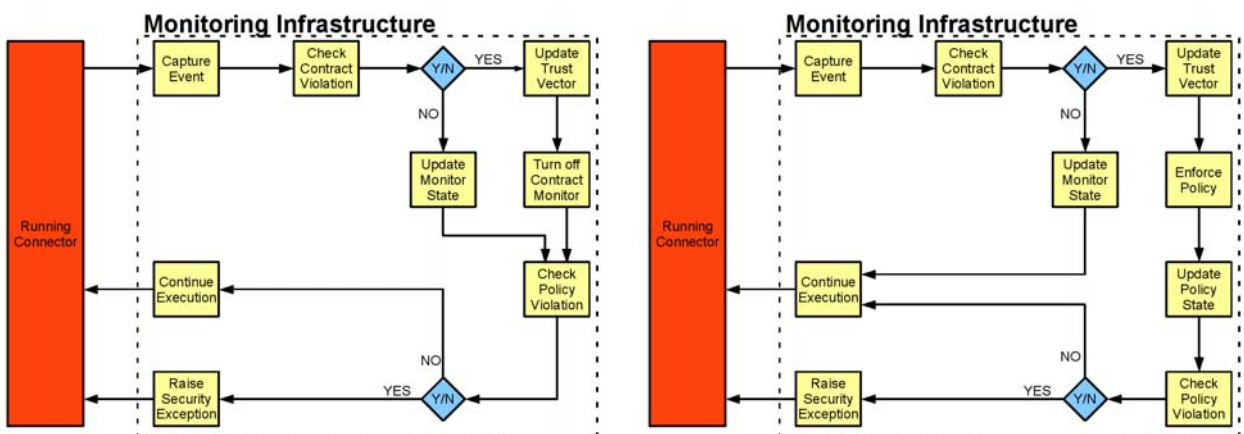 Monitoring Infrastructure
Capture
Event
Check
Contract
Violation
Y/N
YES
Update
Trust
Vector
NO
Update
Monitor
State
Turn off
Contract
Monitor
Running
Connector
Continue
Execution
Check
Policy
Violation
NO
Raise
Security
Exception
YES
Y/N
Monitoring Infrastructure
Capture
Event
Check
Contract
Violation
Y/N
YES
Update
Trust
Vector
NO
Update
Monitor
State
Enforce
Policy
Running
Connector
Continue
Execution
Update
Policy
State
NO
Raise
Security
Exception
YES
Y/N
Check
Policy
Violation